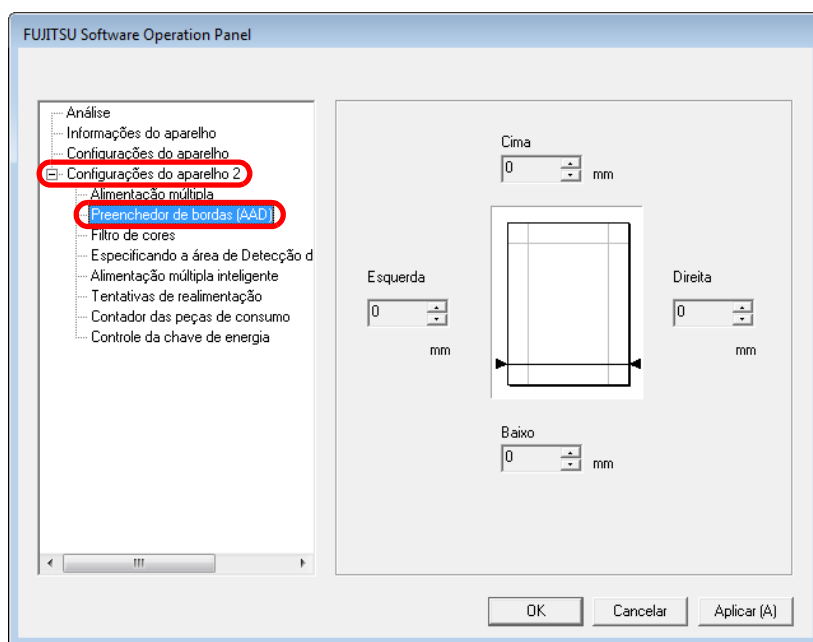 FUJITSU Software Operation Panel
Análise
Informações do aparelho
Configurações do aparelho
Configurações do aparelho 2
Alimentação múltipla
Preenchedor de bordas (AAD)
Filtro de cores
Especificando a área de Detecção d
Alimentação múltipla inteligente
Tentativas de realimentação
Contador das peças de consumo
Controle da chave de energia
Cima
0 mm
Esquerda
0
mm
Direita
0
mm
Baixo
0 mm
OK Cancelar Aplicar (A)